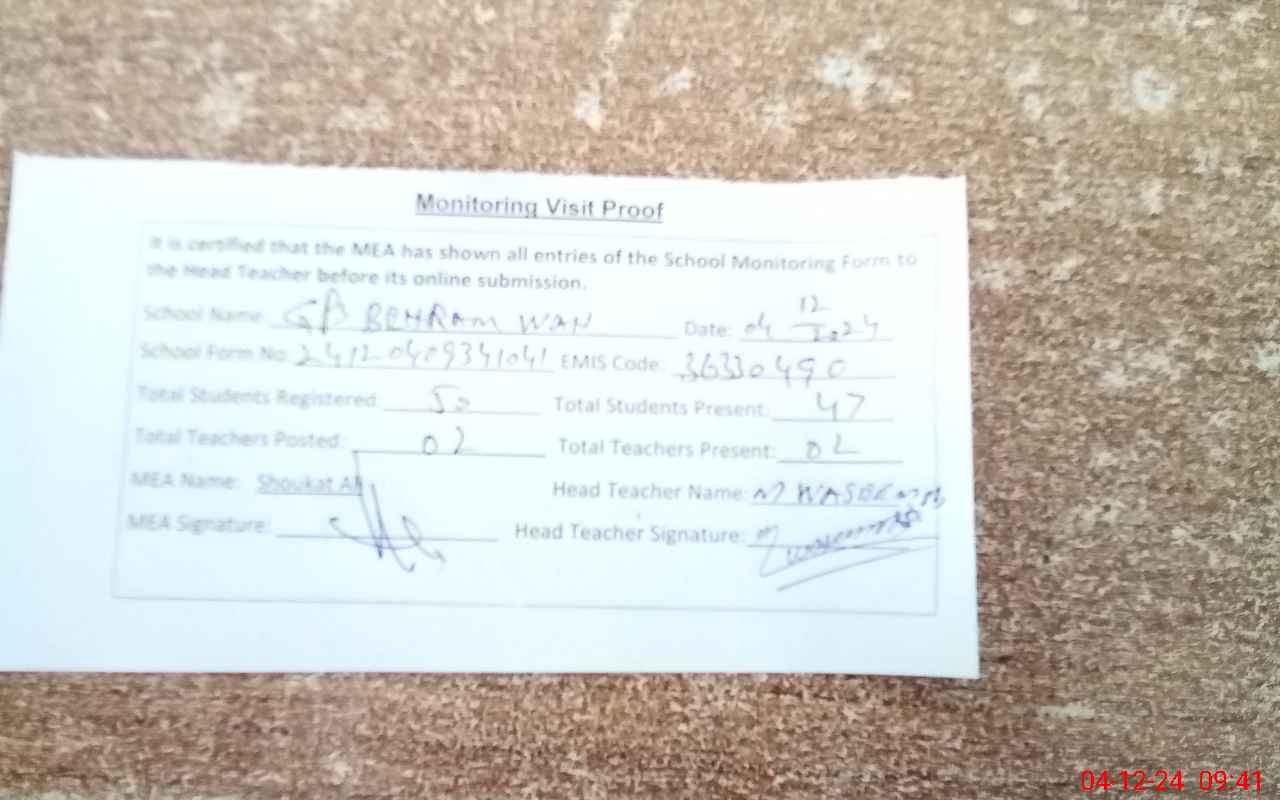 Monitoring Visit Proof
It is certified that the MEA has shown all entries of the School Monitoring Form to
the Head Teacher before its online submission.
School Name: GP BEHRAM WAN Date: 04 12 2024
School Form No: 24120409341041 EMIS Code: 36330490
Total Students Registered: 50 Total Students Present: 47
Total Teachers Posted: 02 Total Teachers Present: 02
MEA Name: Shoukat Ali Head Teacher Name: M WASEEM
MEA Signature: Head Teacher Signature:
04-12-24 09:41